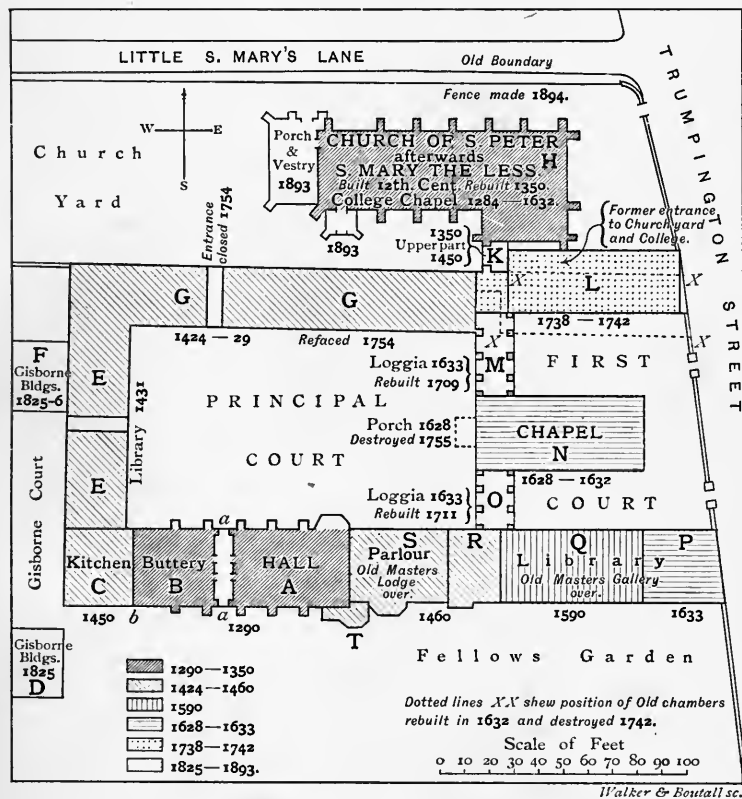 LITTLE S. MARY'S LANE
Old Boundary
TRUMPINGTON STREET
Fence made 1894.
W E
S
Church
Yard
Porch
&
Vestry
1893
CHURCH OF S. PETER
afterwards H
S. MARY THE LESS.
Built 12th. Cent. Rebuilt 1350.
College Chapel 1284—1632.
Entrance
closed 1754
1893
1350
Upper part
1450
K
Former entrance
to Churchyard
and College.
G
G
X
L
X
1424—29
Refaced 1754
1738—1742
X
X
F
Gisborne
Bldgs.
1825-6
E
Library 1431
Loggia 1633
Rebuilt 1709
M
FIRST
PRINCIPAL
COURT
Porch 1628
Destroyed 1755
CHAPEL
N
1628—1632
E
Loggia 1633
Rebuilt 1711
O
COURT
Gisborne Court
a
Kitchen
C
Buttery
B
HALL
A
S
Parlour
Old Masters
Lodge
over.
R
Q
P
Library
Old Masters Gallery
over.
1450
b
a
1290
T
1460
1590
1633
Gisborne
Bldgs.
1825
D
Fellows Garden
1290—1350
1424—1460
1590
1628—1633
1738—1742
1825—1893.
Dotted lines X.X shew position of Old chambers
rebuilt in 1632 and destroyed 1742.
Scale of Feet
0 10 20 30 40 50 60 70 80 90 100
Walker & Boutall sc.